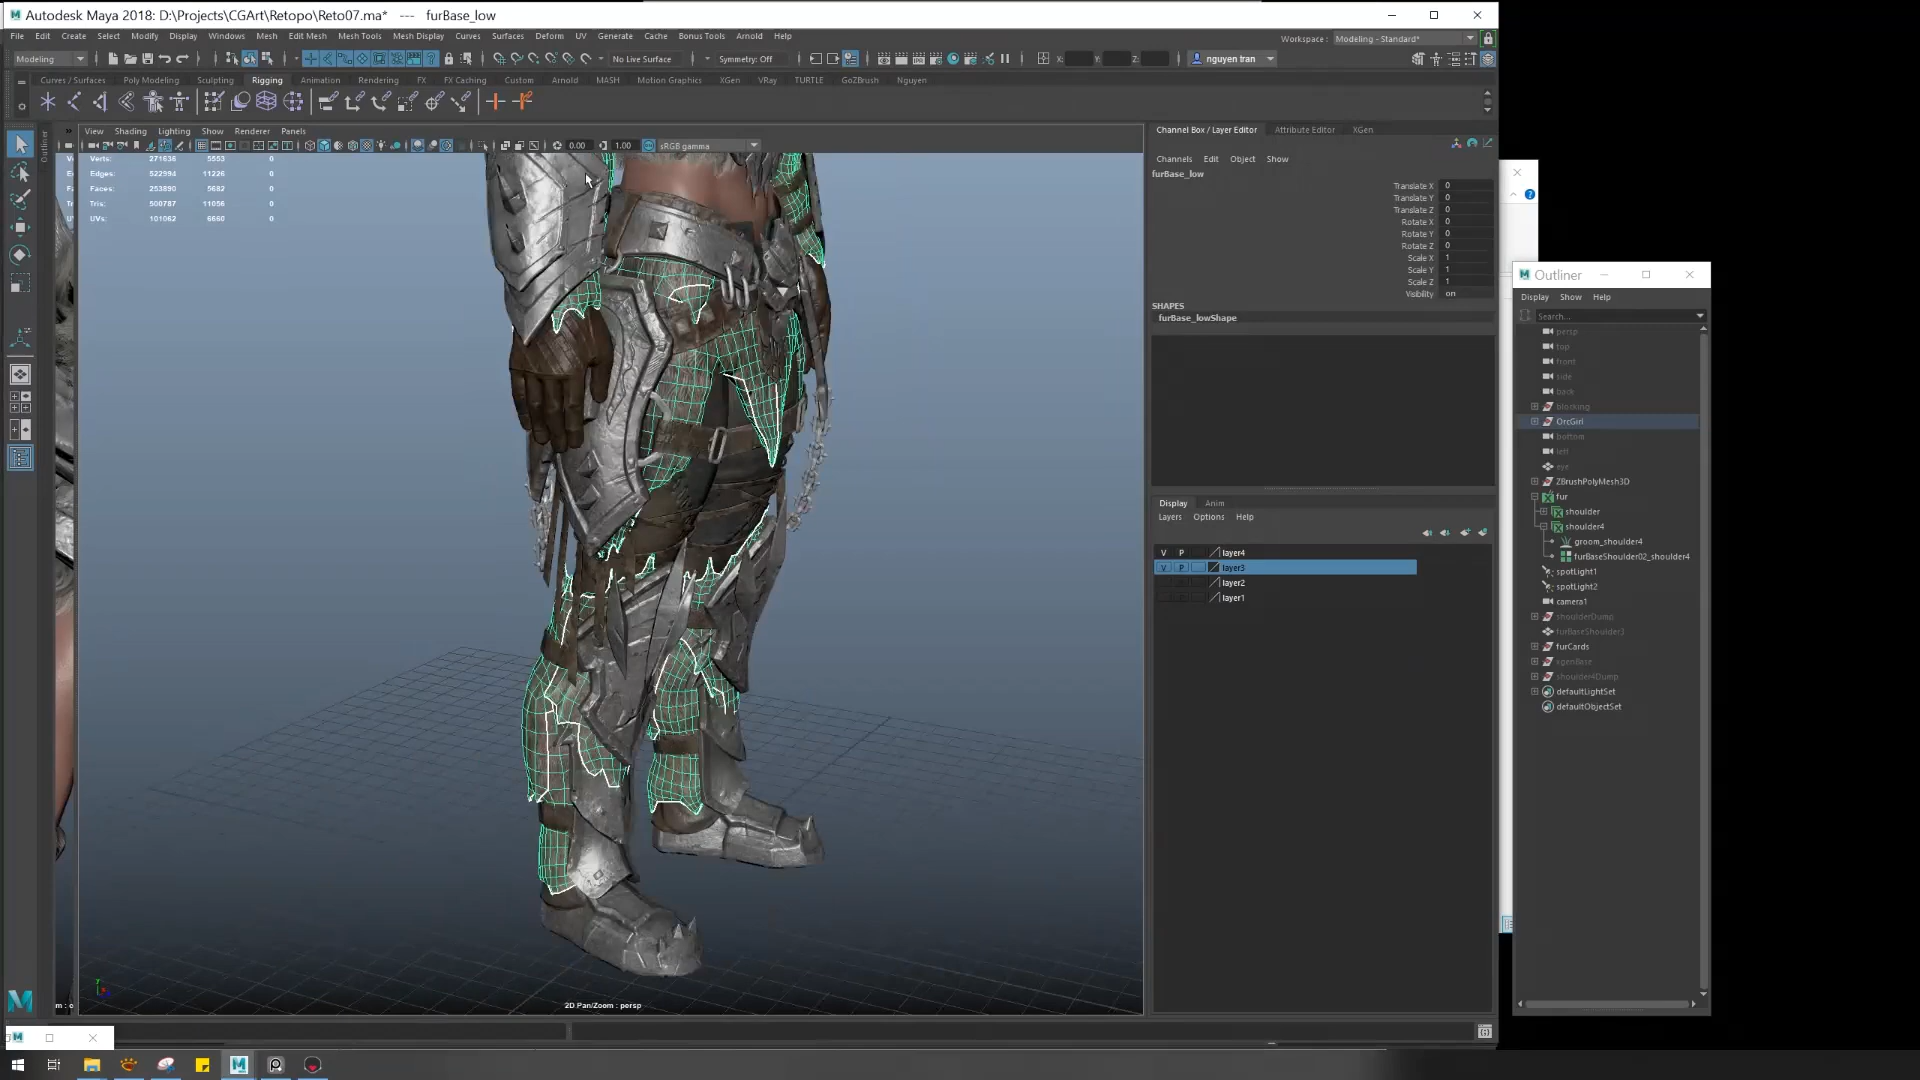 Autodesk Maya 2018: D:\Projects\CGArt\Retopo\Reto07.ma* --- furBase_low
File Edit Create Select Modify Display Windows Mesh Edit Mesh Mesh Tools Mesh Display Curves Surfaces Deform UV Generate Cache Bonus Tools Arnold Help
Workspace : Modeling - Standard*
Modeling No Live Surface Symmetry: Off X: Y: Z: nguyen tran
Curves / Surfaces Poly Modeling Sculpting Rigging Animation Rendering FX FX Caching Custom Arnold MASH Motion Graphics XGen VRay TURTLE GoZBrush Nguyen
View Shading Lighting Show Renderer Panels
0.00 1.00 sRGB gamma
Verts: 271636 5553 0
Edges: 522994 11226 0
Faces: 253890 5682 0
Tris: 500787 11056 0
UVs: 101062 6660 0
2D Pan/Zoom : persp
Outliner
Channel Box / Layer Editor Attribute Editor XGen
Channels Edit Object Show
furBase_low
Translate X 0
Translate Y 0
Translate Z 0
Rotate X 0
Rotate Y 0
Rotate Z 0
Scale X 1
Scale Y 1
Scale Z 1
Visibility on
SHAPES
furBase_lowShape
Display Anim
Layers Options Help
V P layer4
V P layer3
layer2
layer1
Outliner
Display Show Help
Search...
persp
top
front
side
back
blocking
OrcGirl
bottom
left
eye
ZBrushPolyMesh3D
fur
shoulder
shoulder4
groom_shoulder4
furBaseShoulder02_shoulder4
spotLight1
spotLight2
camera1
shoulderDump
furBaseShoulder3
furCards
xgenBase
shoulder4Dump
defaultLightSet
defaultObjectSet